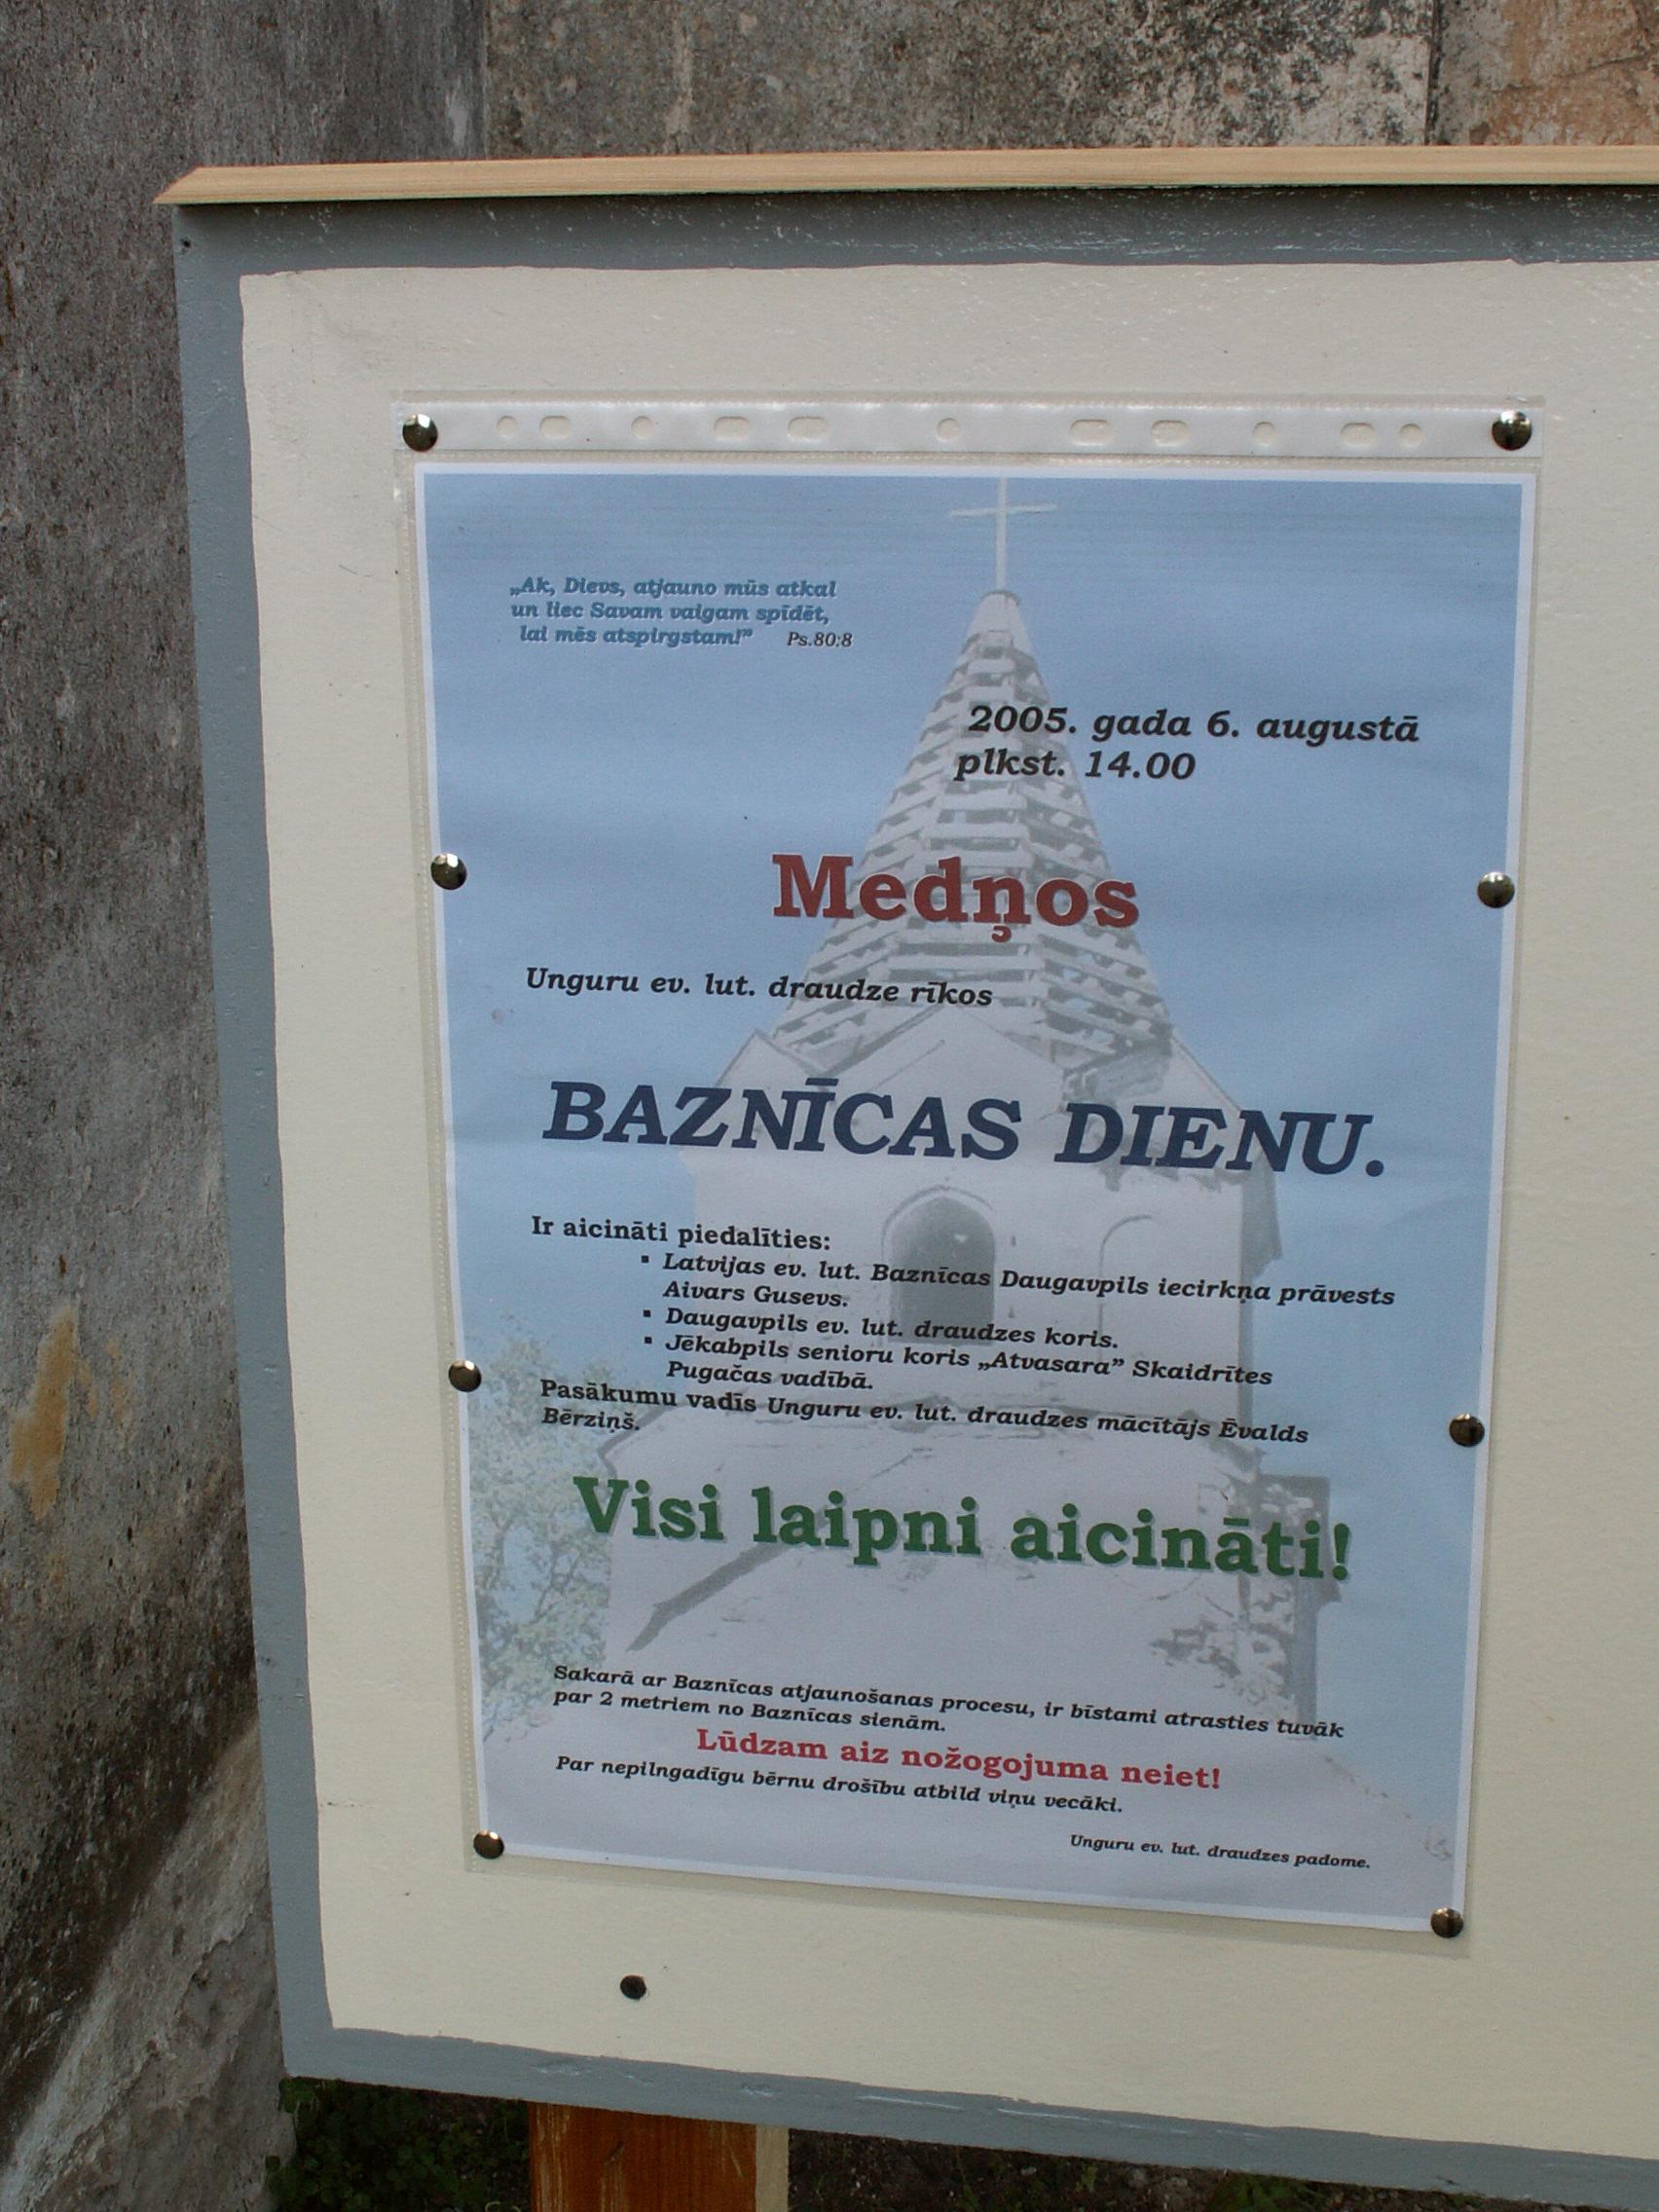 „Ak, Dievs, atjauno mūs atkal
un liec Savam vaigam spīdēt,
lai mēs atspirgstam!” Ps.80:8
2005. gada 6. augustā
plkst. 14.00
Medņos
Unguru ev. lut. draudze rīkos
BAZNĪCAS DIENU.
Ir aicināti piedalīties:
▪ Latvijas ev. lut. Baznīcas Daugavpils iecirkņa prāvests
Aivars Gusevs.
▪ Daugavpils ev. lut. draudzes koris.
▪ Jēkabpils senioru koris „Atvasara” Skaidrītes
Pugačas vadībā.
Pasākumu vadīs Unguru ev. lut. draudzes mācītājs Ēvalds
Bērziņš.
Visi laipni aicināti!
Sakarā ar Baznīcas atjaunošanas procesu, ir bīstami atrasties tuvāk
par 2 metriem no Baznīcas sienām.
Lūdzam aiz nožogojuma neiet!
Par nepilngadīgu bērnu drošību atbild viņu vecāki.
Unguru ev. lut. draudzes padome.